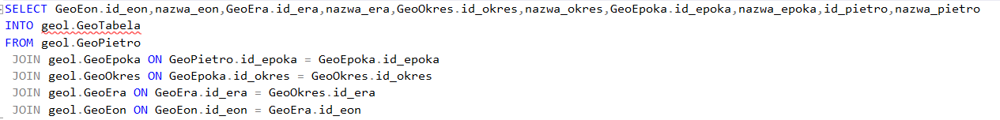 SELECT GeoEon.id_eon,nazwa_eon,GeoEra.id_era,nazwa_era,GeoOkres.id_okres,nazwa_okres,GeoEpoka.id_epoka,nazwa_epoka,id_pietro,nazwa_pietro
INTO geol.GeoTabela
FROM geol.GeoPietro
JOIN geol.GeoEpoka ON GeoPietro.id_epoka = GeoEpoka.id_epoka
JOIN geol.GeoOkres ON GeoEpoka.id_okres = GeoOkres.id_okres
JOIN geol.GeoEra ON GeoEra.id_era = GeoOkres.id_era
JOIN geol.GeoEon ON GeoEon.id_eon = GeoEra.id_eon